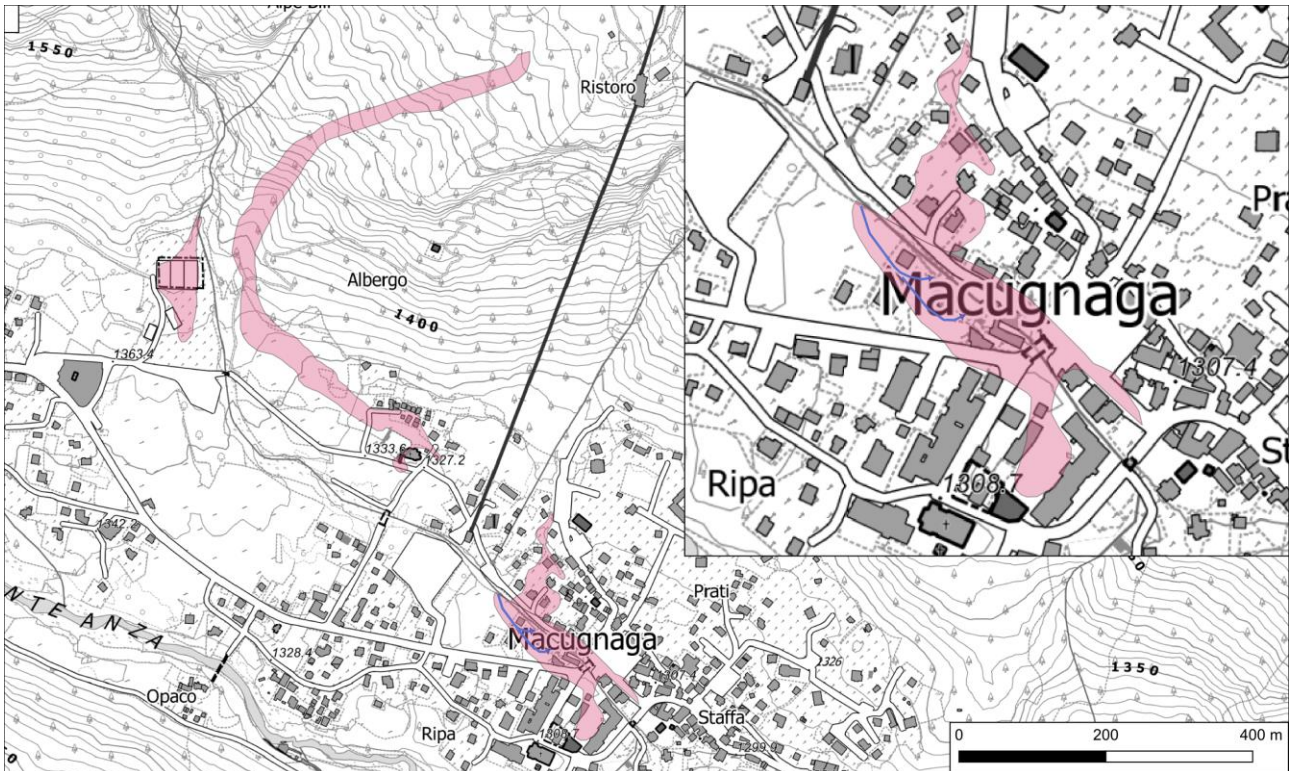 Alpe Bill
1550
Ristoro
Albergo
1400
1363.4
1333.6
1327.2
1342.2
NTE ANZA
Macugnaga
Prati
1328.4
1307.4
1326
Opaco
Staffa
Ripa
1308.7
1299.9
Macugnaga
1307.4
Ripa
1308.7
1350
0
200
400 m